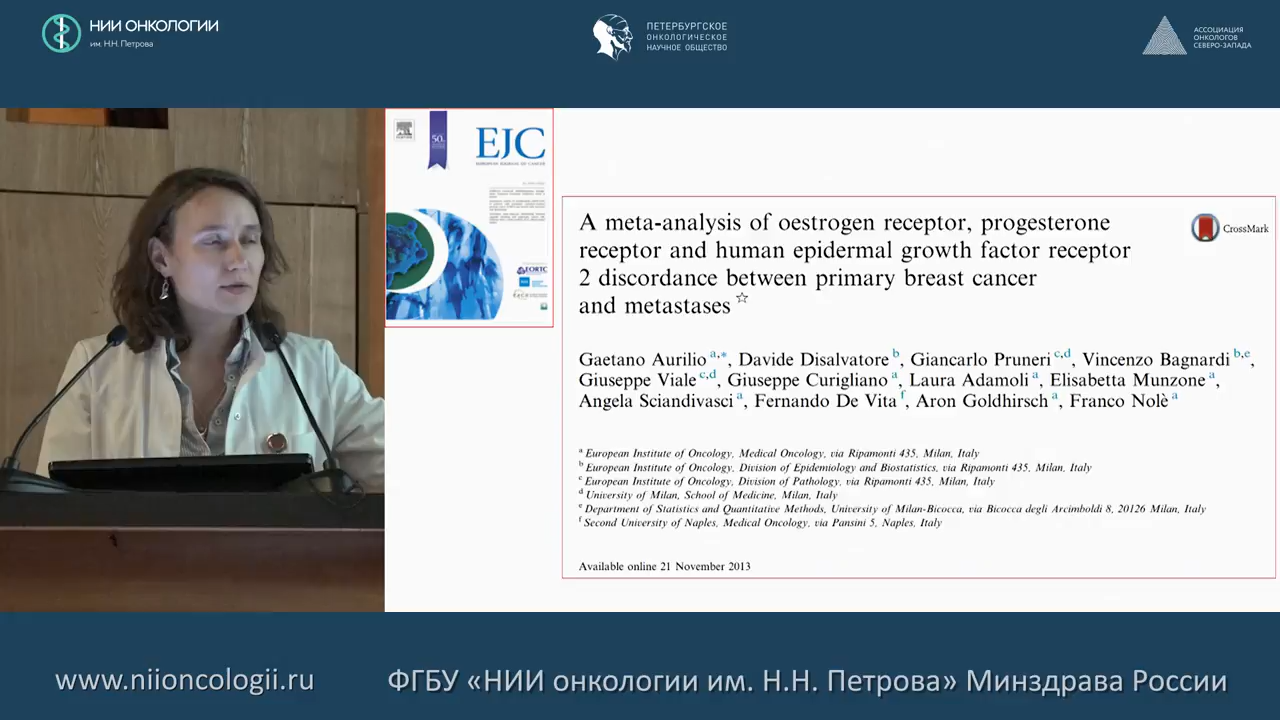 НИИ ОНКОЛОГИИ
им. Н.Н. Петрова
ПЕТЕРБУРГСКОЕ
ОНКОЛОГИЧЕСКОЕ
НАУЧНОЕ ОБЩЕСТВО
АССОЦИАЦИЯ
ОНКОЛОГОВ
СЕВЕРО-ЗАПАДА
50
EJC
EUROPEAN JOURNAL OF CANCER
EORTC
A meta-analysis of oestrogen receptor, progesterone
receptor and human epidermal growth factor receptor
2 discordance between primary breast cancer
and metastases ☆
CrossMark
Gaetano Aurilio a,*, Davide Disalvatore b, Giancarlo Pruneri c,d, Vincenzo Bagnardi b,e,
Giuseppe Viale c,d, Giuseppe Curigliano a, Laura Adamoli a, Elisabetta Munzone a,
Angela Sciandivasci a, Fernando De Vita f, Aron Goldhirsch a, Franco Nolè a
a European Institute of Oncology, Medical Oncology, via Ripamonti 435, Milan, Italy
b European Institute of Oncology, Division of Epidemiology and Biostatistics, via Ripamonti 435, Milan, Italy
c European Institute of Oncology, Division of Pathology, via Ripamonti 435, Milan, Italy
d University of Milan, School of Medicine, Milan, Italy
e Department of Statistics and Quantitative Methods, University of Milan-Bicocca, via Bicocca degli Arcimboldi 8, 20126 Milan, Italy
f Second University of Naples, Medical Oncology, via Pansini 5, Naples, Italy
Available online 21 November 2013
www.niioncologii.ru
ФГБУ «НИИ онкологии им. Н.Н. Петрова» Минздрава России